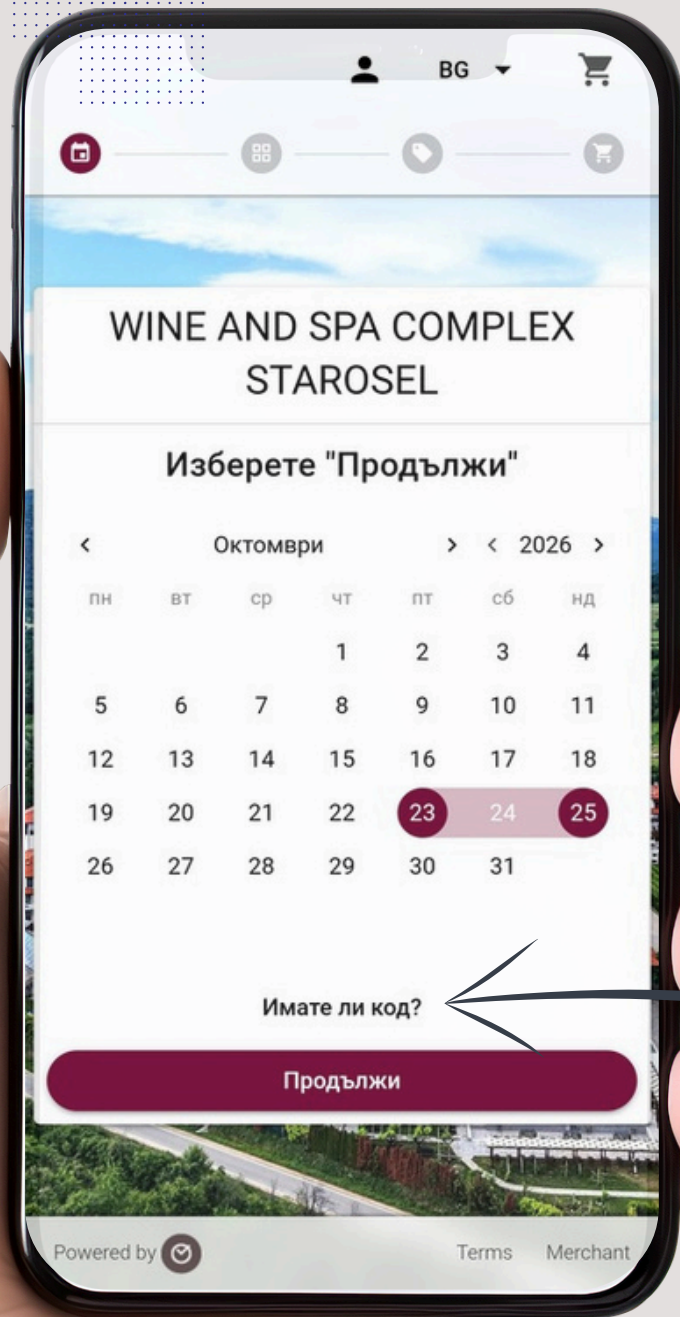 BG
WINE AND SPA COMPLEX
STAROSEL
Изберете "Продължи"
Октомври 2026
пн вт ср чт пт сб нд
1 2 3 4
5 6 7 8 9 10 11
12 13 14 15 16 17 18
19 20 21 22 23 24 25
26 27 28 29 30 31
Имате ли код?
Продължи
Powered by Terms Merchant